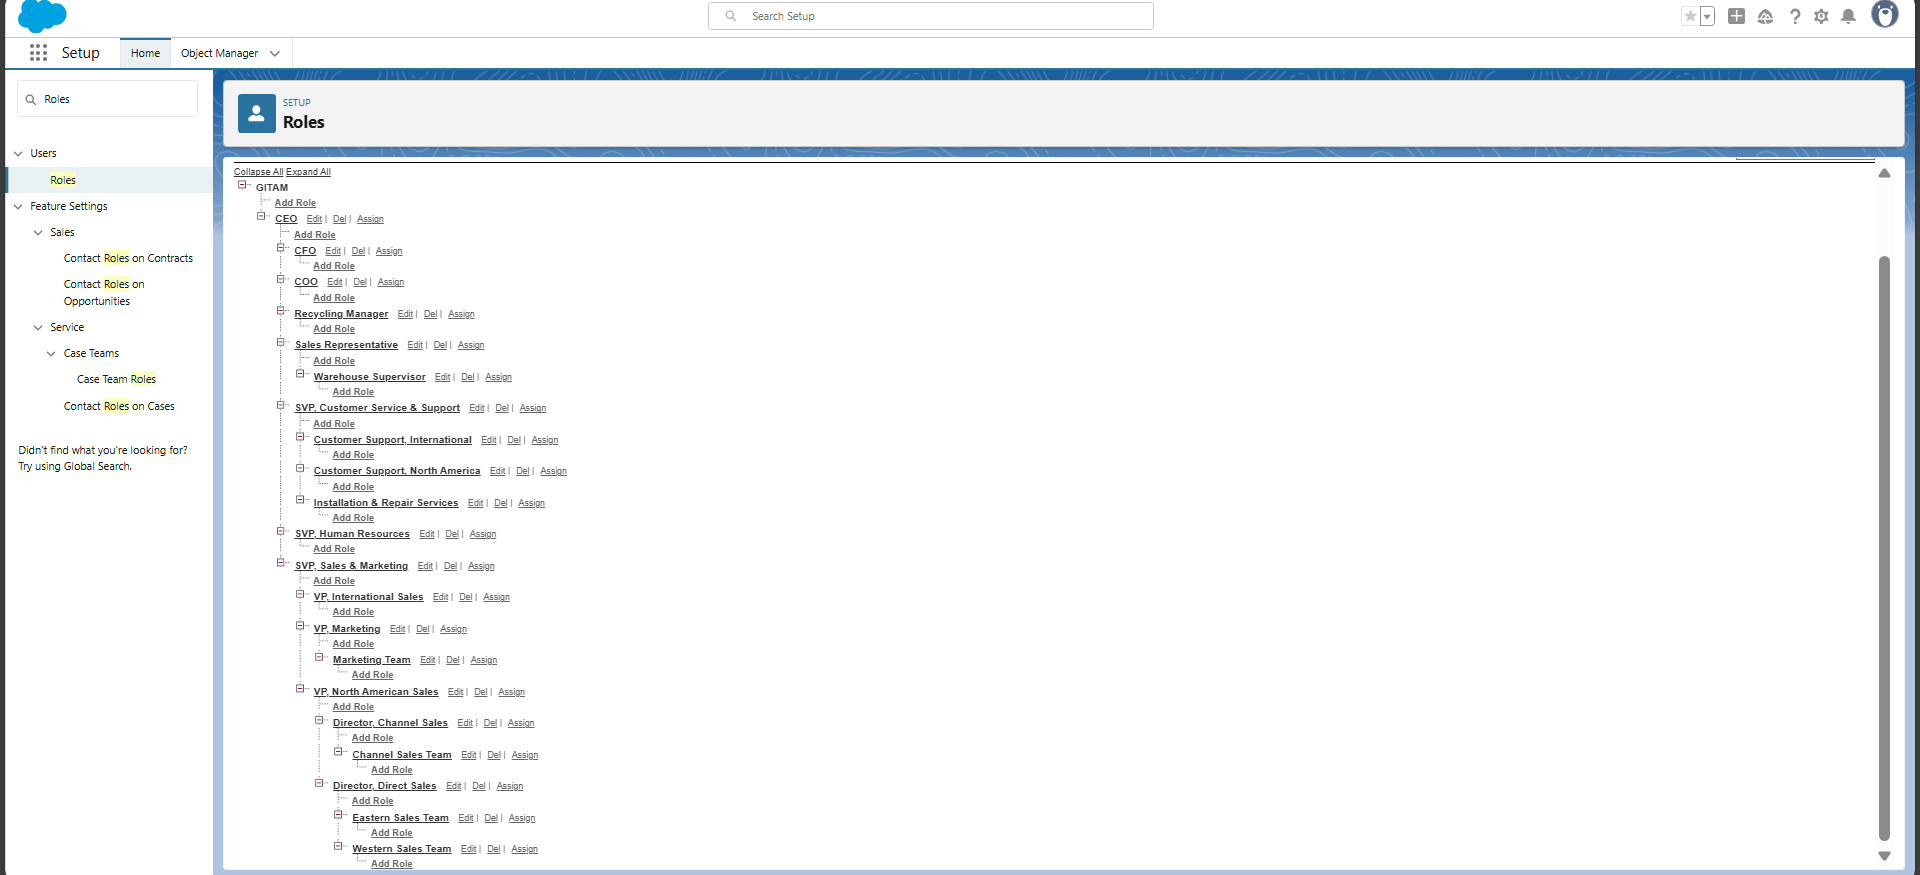 Search Setup
Setup
Home
Object Manager
Roles
Users
Roles
Feature Settings
Sales
Contact Roles on Contracts
Contact Roles on
Opportunities
Service
Case Teams
Case Team Roles
Contact Roles on Cases
Didn't find what you're looking for?
Try using Global Search.
SETUP
Roles
Collapse All Expand All
GITAM
Add Role
CEO Edit | Del | Assign
Add Role
CFO Edit | Del | Assign
Add Role
COO Edit | Del | Assign
Add Role
Recycling Manager Edit | Del | Assign
Add Role
Sales Representative Edit | Del | Assign
Add Role
Warehouse Supervisor Edit | Del | Assign
Add Role
SVP, Customer Service & Support Edit | Del | Assign
Add Role
Customer Support, International Edit | Del | Assign
Add Role
Customer Support, North America Edit | Del | Assign
Add Role
Installation & Repair Services Edit | Del | Assign
Add Role
SVP, Human Resources Edit | Del | Assign
Add Role
SVP, Sales & Marketing Edit | Del | Assign
Add Role
VP, International Sales Edit | Del | Assign
Add Role
VP, Marketing Edit | Del | Assign
Add Role
Marketing Team Edit | Del | Assign
Add Role
VP, North American Sales Edit | Del | Assign
Add Role
Director, Channel Sales Edit | Del | Assign
Add Role
Channel Sales Team Edit | Del | Assign
Add Role
Director, Direct Sales Edit | Del | Assign
Add Role
Eastern Sales Team Edit | Del | Assign
Add Role
Western Sales Team Edit | Del | Assign
Add Role